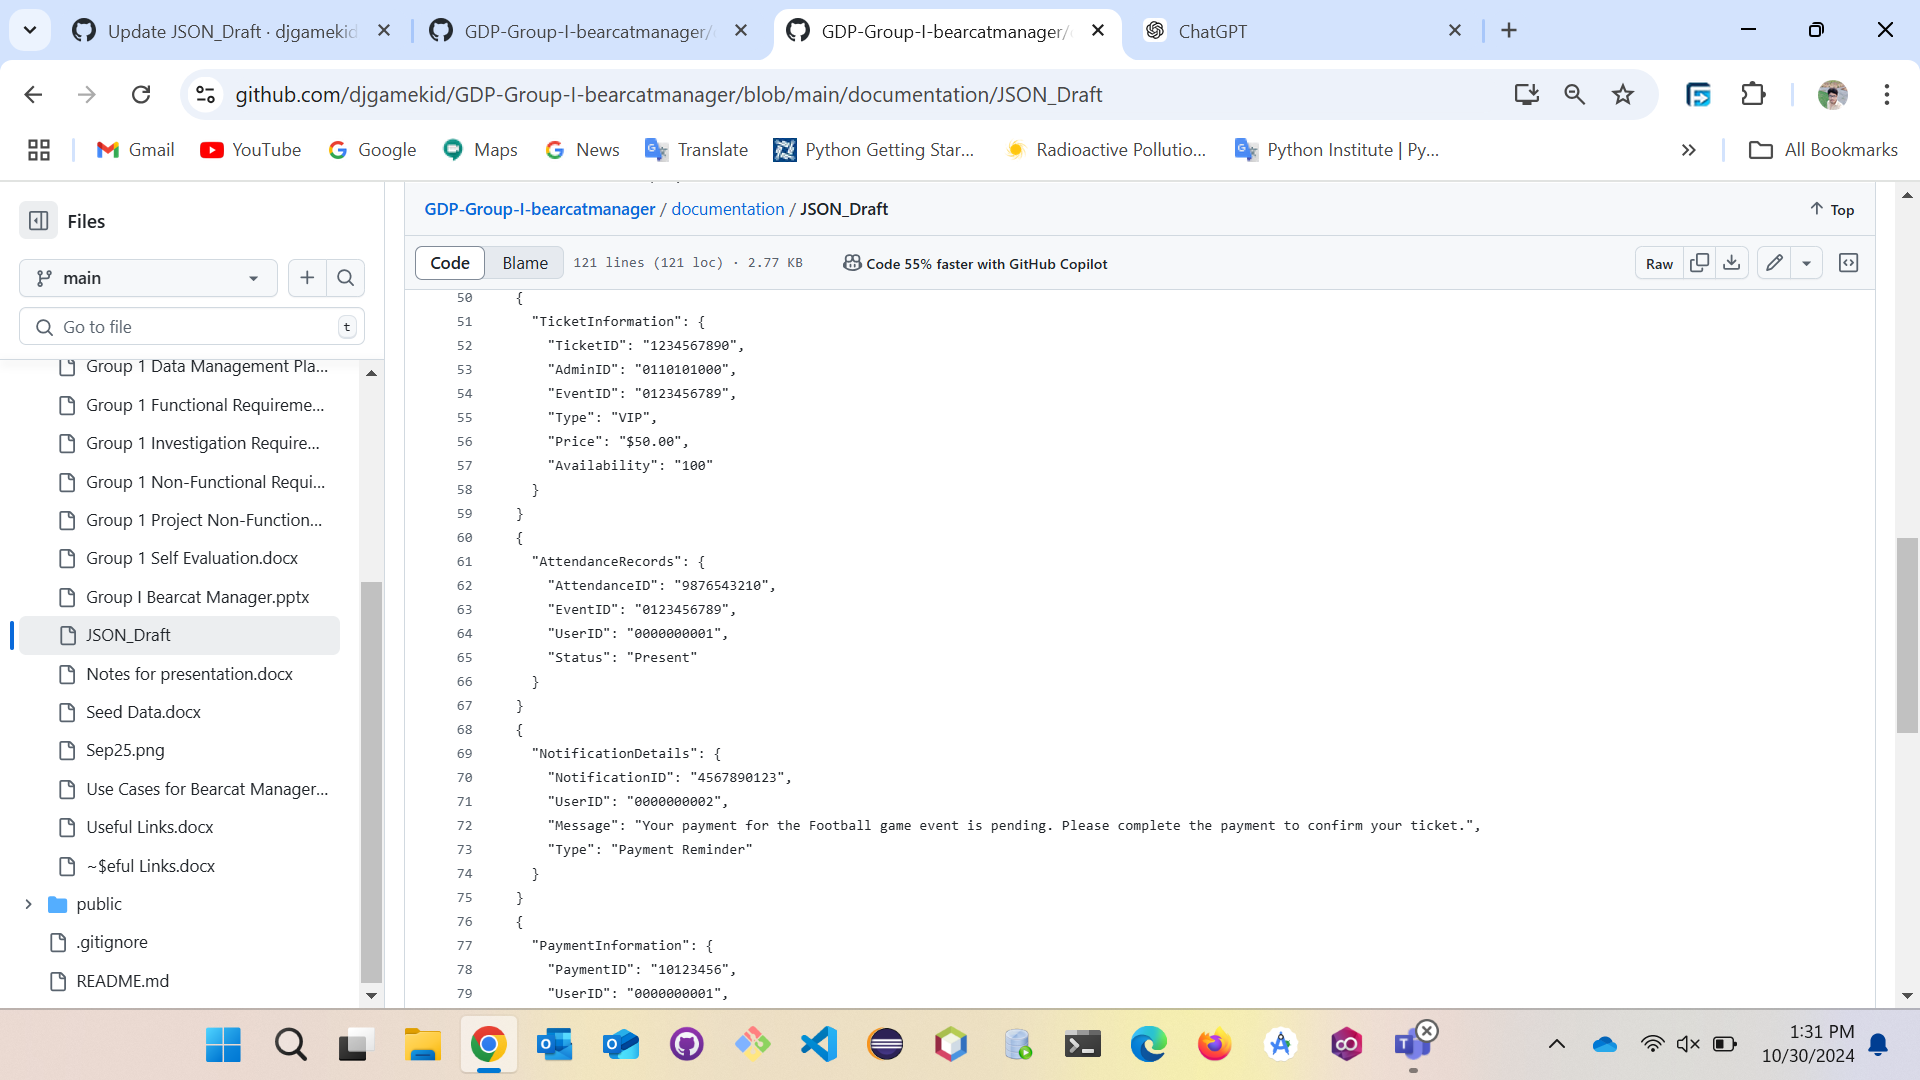 Update JSON_Draft · djgamekid
GDP-Group-I-bearcatmanager/
GDP-Group-I-bearcatmanager/
ChatGPT
github.com/djgamekid/GDP-Group-I-bearcatmanager/blob/main/documentation/JSON_Draft
Gmail
YouTube
Google
Maps
News
Translate
Python Getting Star...
Radioactive Pollutio...
Python Institute | Py...
All Bookmarks
Files
main
Go to file
t
Group 1 Data Management Pla...
Group 1 Functional Requireme...
Group 1 Investigation Require...
Group 1 Non-Functional Requi...
Group 1 Project Non-Function...
Group 1 Self Evaluation.docx
Group I Bearcat Manager.pptx
JSON_Draft
Notes for presentation.docx
Seed Data.docx
Sep25.png
Use Cases for Bearcat Manager...
Useful Links.docx
~$eful Links.docx
public
.gitignore
README.md
GDP-Group-I-bearcatmanager / documentation / JSON_Draft
Top
Code
Blame
121 lines (121 loc) · 2.77 KB
Code 55% faster with GitHub Copilot
Raw
50 {
51 "TicketInformation": {
52 "TicketID": "1234567890",
53 "AdminID": "0110101000",
54 "EventID": "0123456789",
55 "Type": "VIP",
56 "Price": "$50.00",
57 "Availability": "100"
58 }
59 }
60 {
61 "AttendanceRecords": {
62 "AttendanceID": "9876543210",
63 "EventID": "0123456789",
64 "UserID": "0000000001",
65 "Status": "Present"
66 }
67 }
68 {
69 "NotificationDetails": {
70 "NotificationID": "4567890123",
71 "UserID": "0000000002",
72 "Message": "Your payment for the Football game event is pending. Please complete the payment to confirm your ticket.",
73 "Type": "Payment Reminder"
74 }
75 }
76 {
77 "PaymentInformation": {
78 "PaymentID": "10123456",
79 "UserID": "0000000001",
1:31 PM
10/30/2024